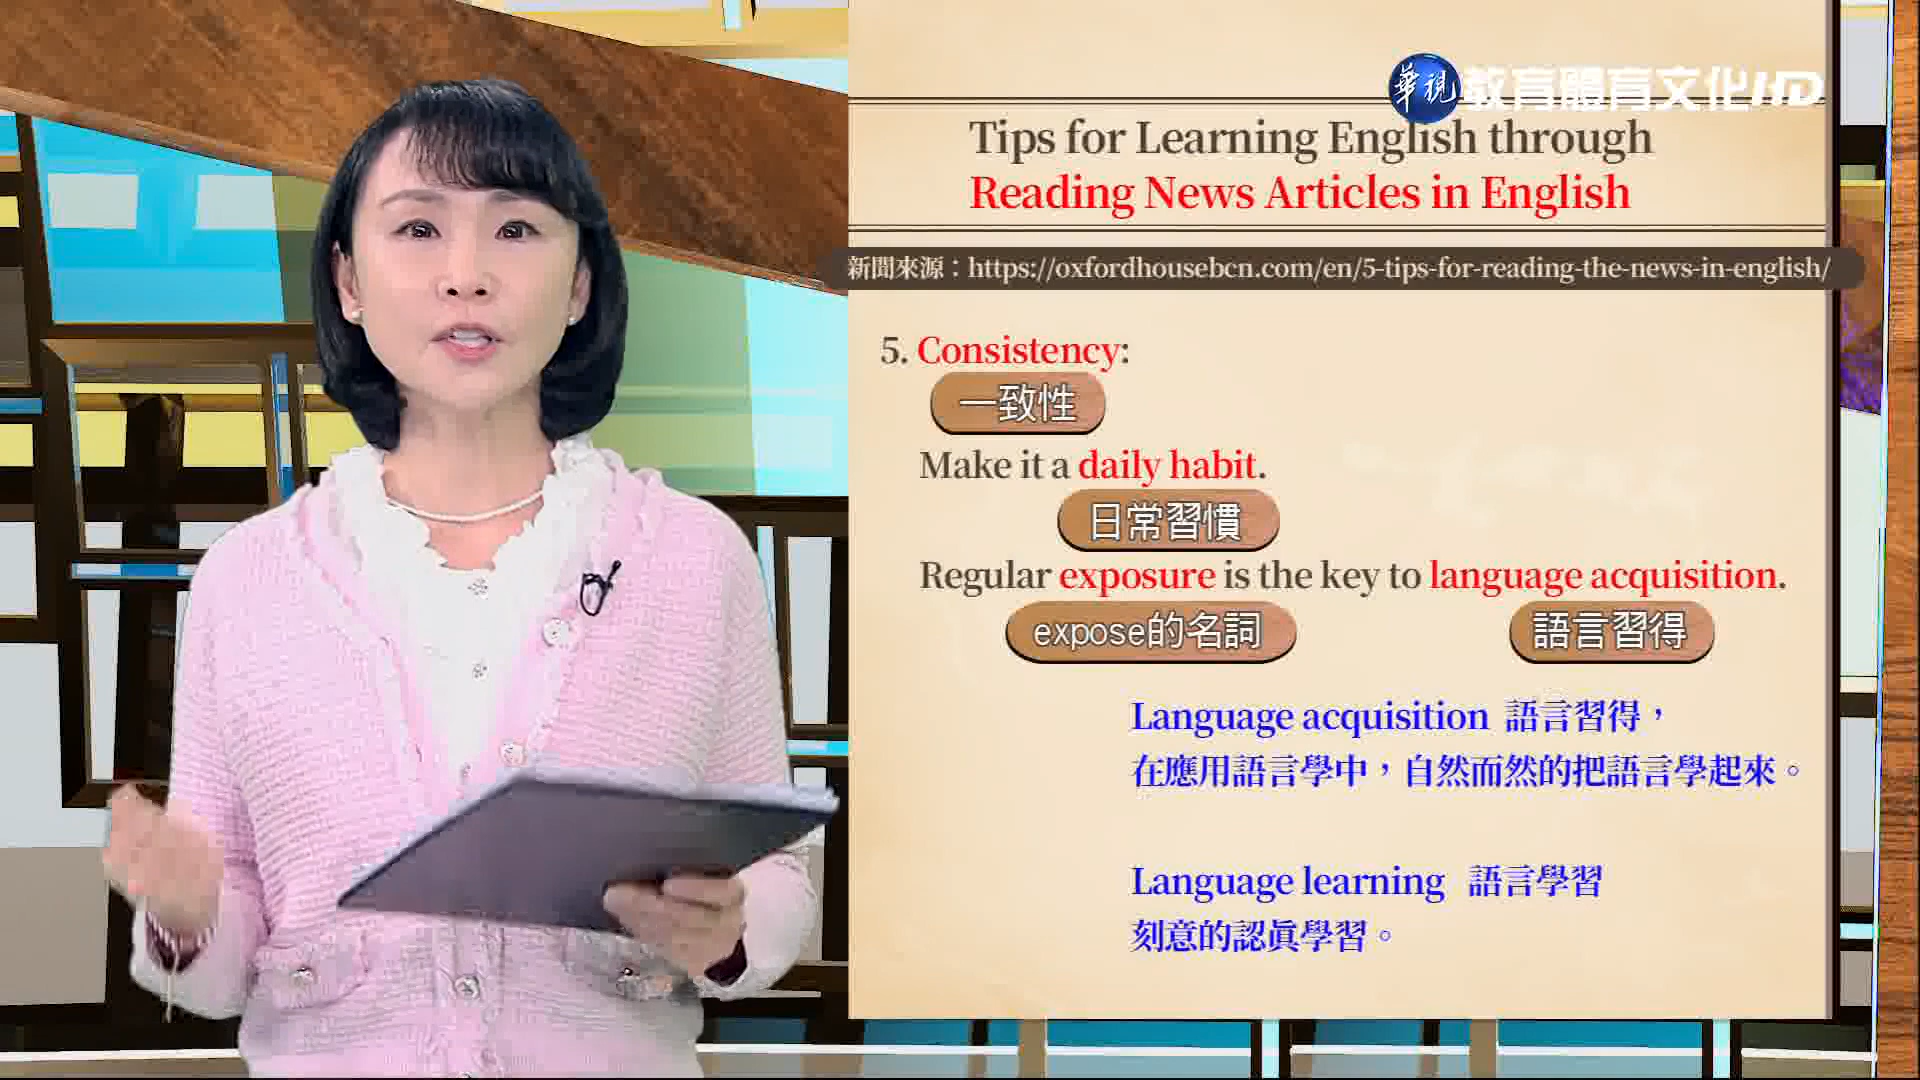 華視 教育體育文化HD
Tips for Learning English through
Reading News Articles in English
新聞來源：https://oxfordhousebcn.com/en/5-tips-for-reading-the-news-in-english/
5. Consistency:
一致性
Make it a daily habit.
日常習慣
Regular exposure is the key to language acquisition.
expose的名詞
語言習得
Language acquisition 語言習得，
在應用語言學中，自然而然的把語言學起來。
Language learning 語言學習
刻意的認真學習。